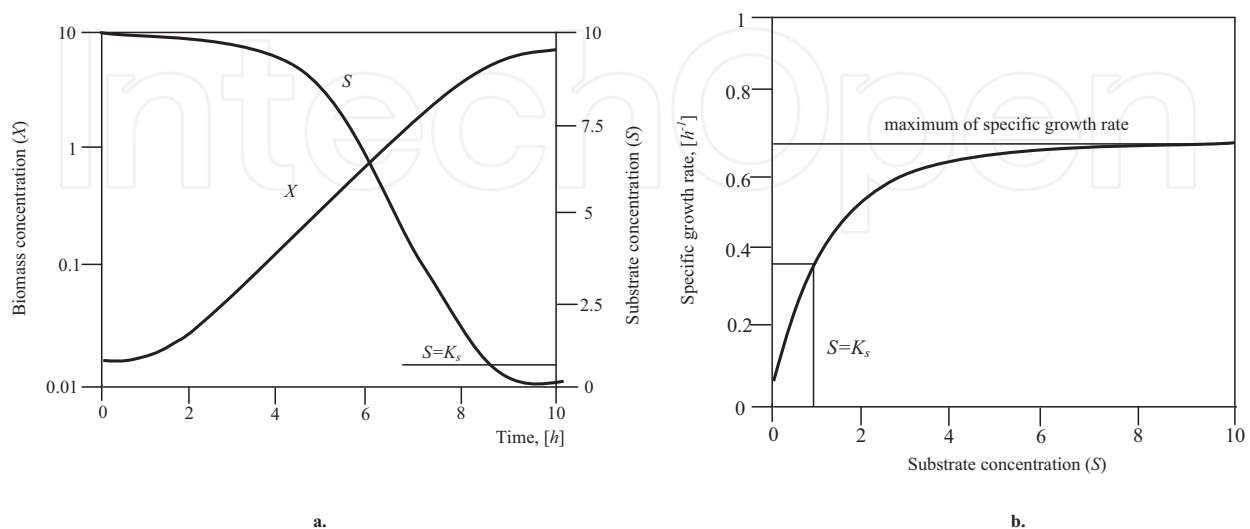 IntechOpen
10
1
0.1
0.01
Biomass concentration (X)
10
7.5
5
2.5
0
Substrate concentration (S)
S
X
S=Ks
0
2
4
6
8
10
Time, [h]
a.
1
0.8
0.6
0.4
0.2
0
Specific growth rate, [h-1]
maximum of specific growth rate
S=Ks
0
2
4
6
8
10
Substrate concentration (S)
b.